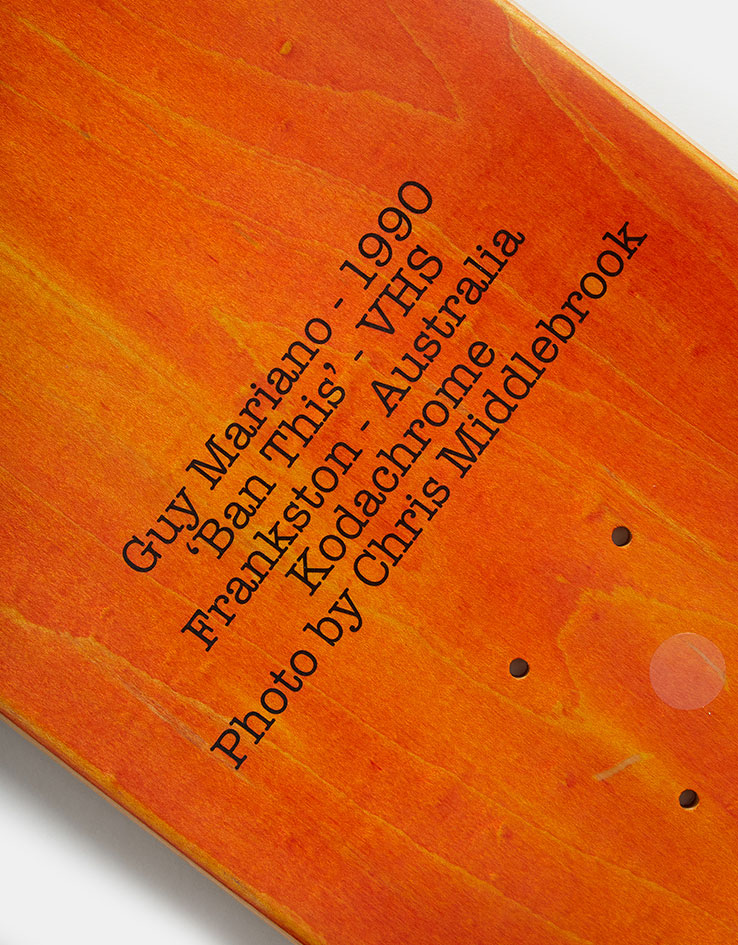 Guy Mariano - 1990
‘Ban This’ - VHS
Frankston - Australia
Kodachrome
Photo by Chris Middlebrook